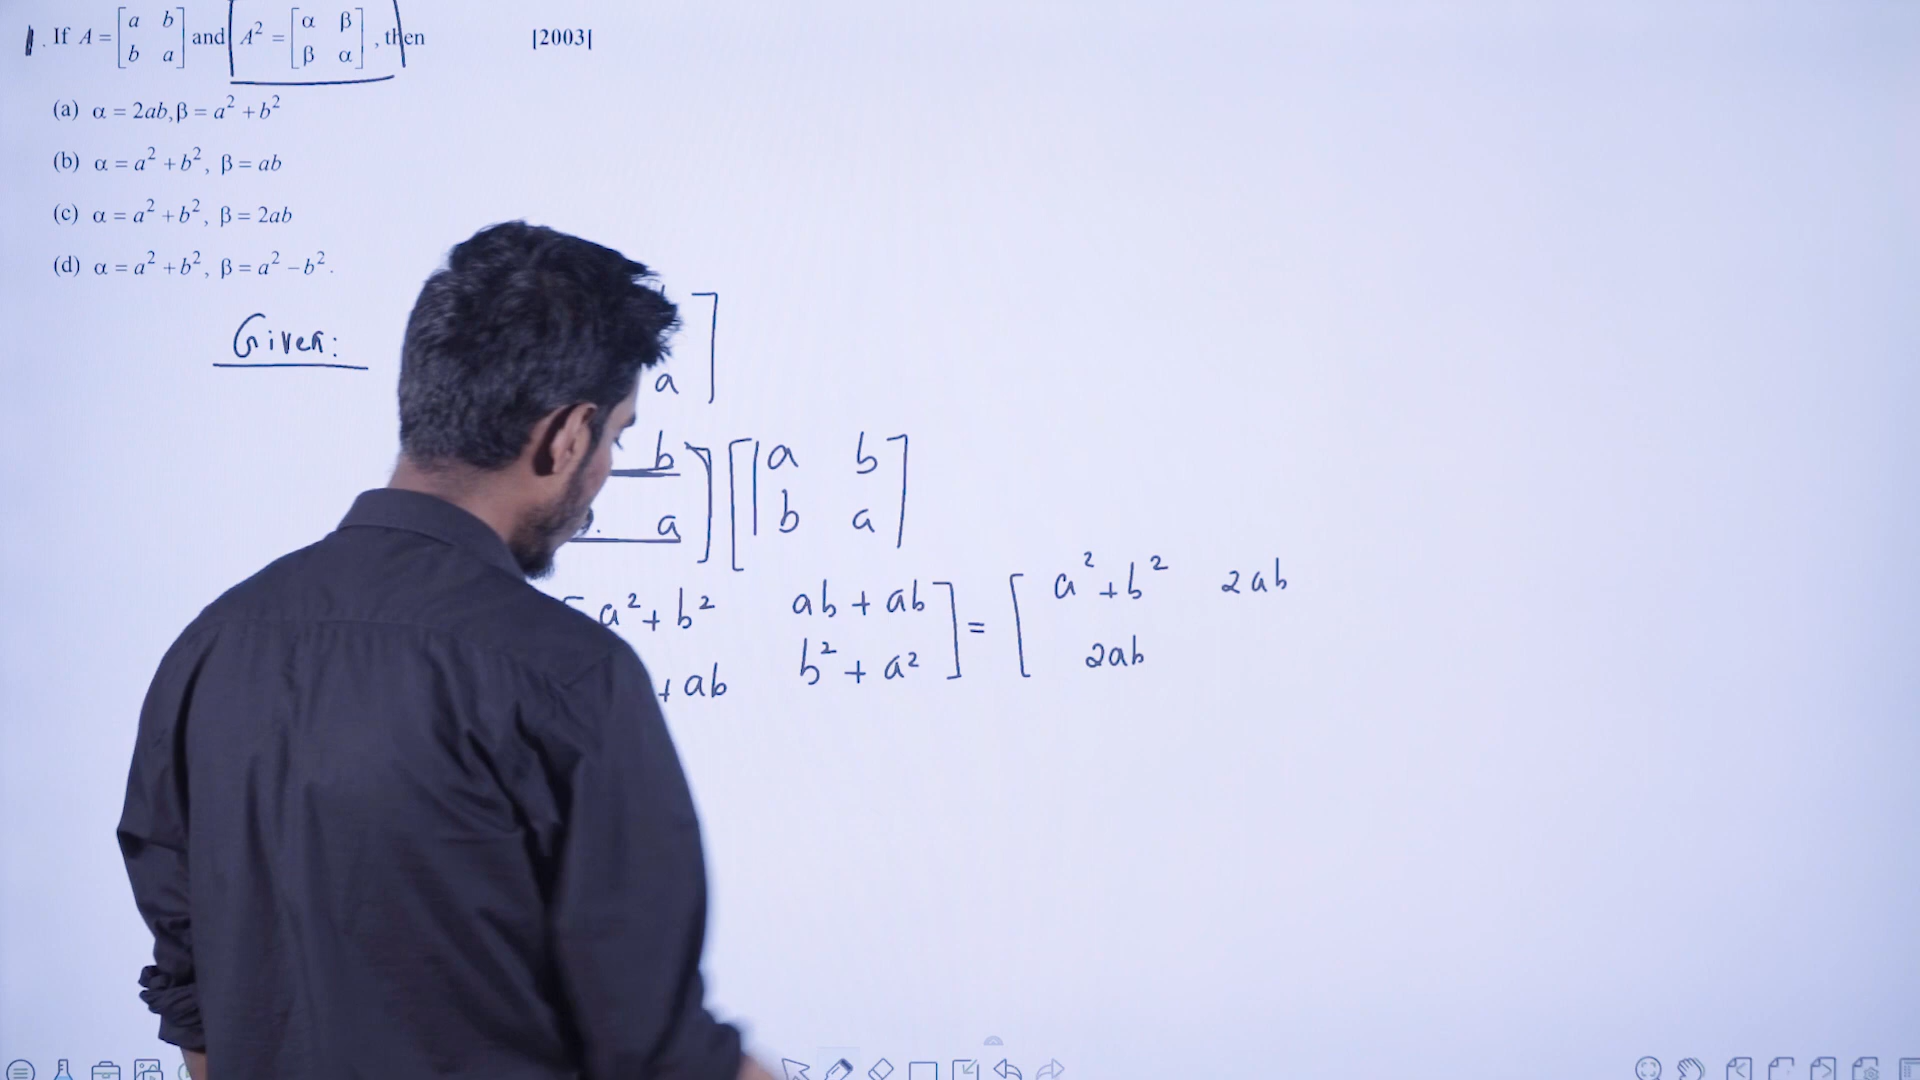 1. If A = [a b b a] and A² = [α β β α], then [2003]
(a) α = 2ab, β = a² + b²
(b) α = a² + b², β = ab
(c) α = a² + b², β = 2ab
(d) α = a² + b², β = a² − b².
Given:
a ]
b ] [ a b ]
a ] [ b a ]
[ a² + b² ab + ab ] = [ a² + b² 2ab
+ ab b² + a² ] 2ab